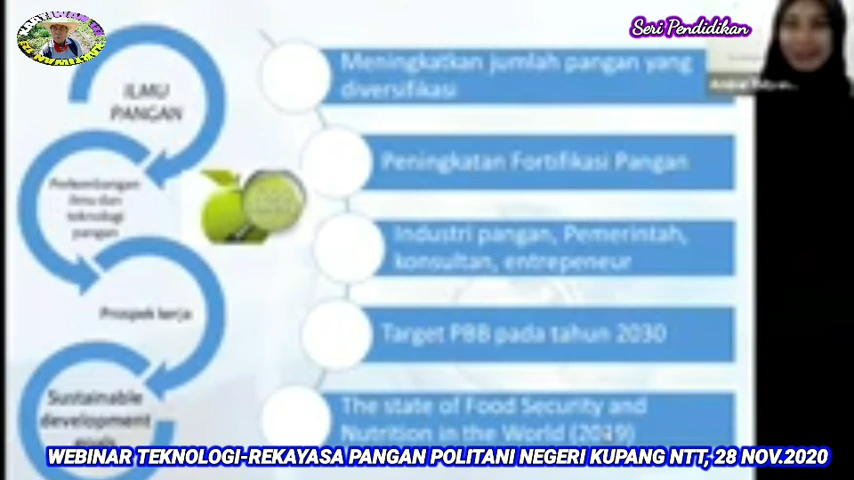 Seri Pendidikan
ILMU
PANGAN
Perkembangan
ilmu dan
teknologi
pangan
Prospek kerja
Sustainable
development
goals
Meningkatkan jumlah pangan yang
diversifikasi
Peningkatan Fortifikasi Pangan
Industri pangan, Pemerintah,
konsultan, entrepeneur
Target PBB pada tahun 2030
The state of Food Security and
Nutrition in the World (2019)
WEBINAR TEKNOLOGI-REKAYASA PANGAN POLITANI NEGERI KUPANG NTT, 28 NOV.2020